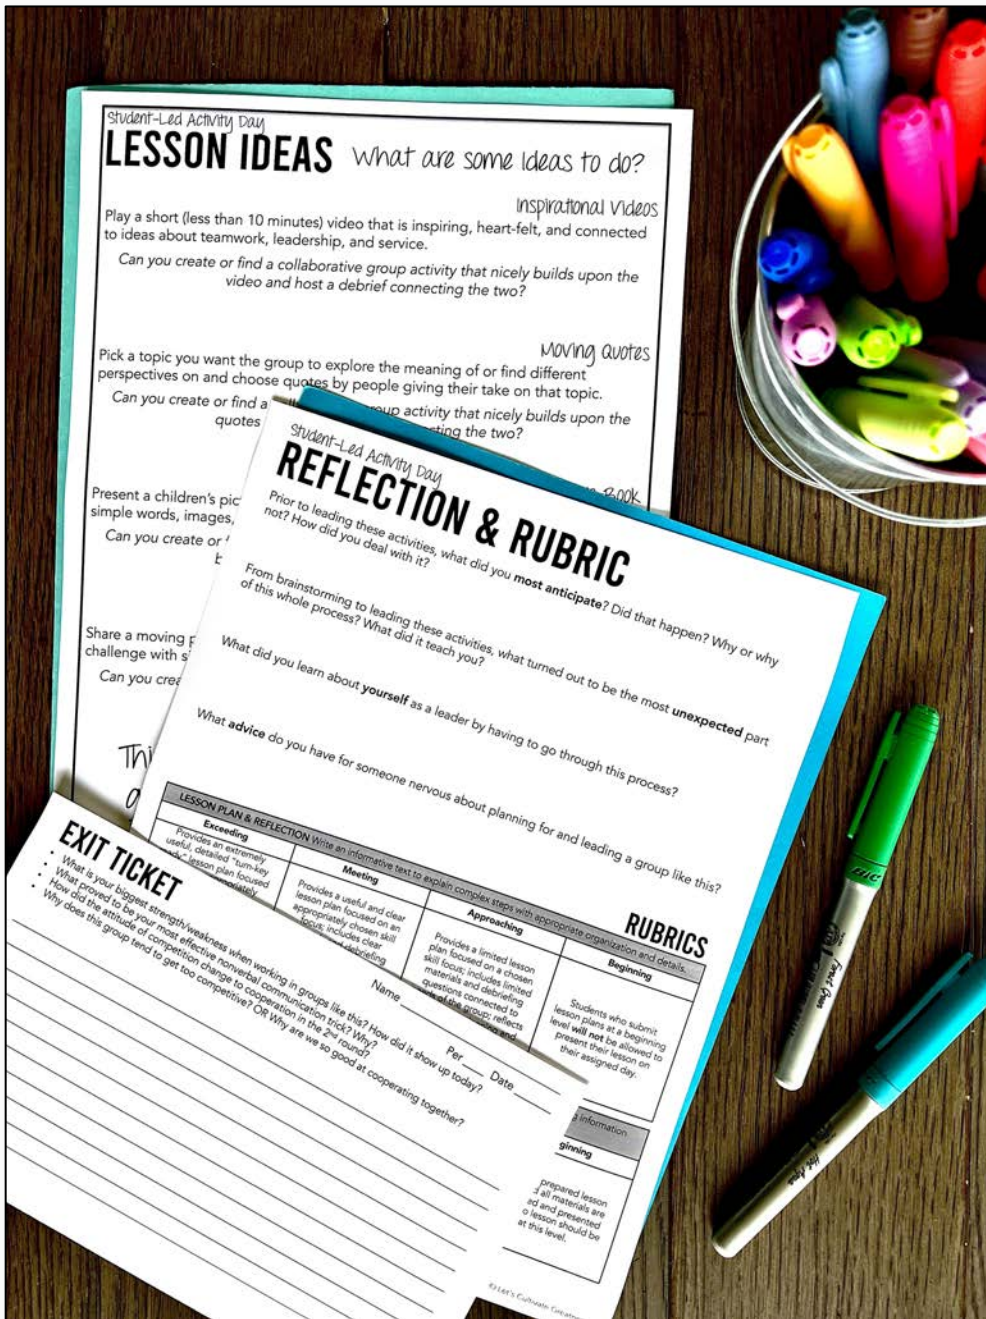 Student-Led Activity Day
LESSON IDEAS What are some ideas to do?
Inspirational Videos
Play a short (less than 10 minutes) video that is inspiring, heart-felt, and connected
to ideas about teamwork, leadership, and service.
Can you create or find a collaborative group activity that nicely builds upon the
video and host a debrief connecting the two?
Moving Quotes
Pick a topic you want the group to explore the meaning of or find different
perspectives on and choose quotes by people giving their take on that topic.
Can you create or find a group activity that nicely builds upon the
quotes the two?
Book
Present a children's
simple words, images,
Can you create or
Share a moving
challenge with
Can you
Student-Led Activity Day
REFLECTION & RUBRIC
Prior to leading these activities, what did you most anticipate? Did that happen? Why or why
not? How did you deal with it?
From brainstorming to leading these activities, what turned out to be the most unexpected part
of this whole process? What did it teach you?
What did you learn about yourself as a leader by having to go through this process?
What advice do you have for someone nervous about planning for and leading a group like this?
RUBRICS
LESSON PLAN & REFLECTION Write an informative text to explain complex steps with appropriate organization and details.
Exceeding
Provides an extremely
useful, detailed "turn-key
lesson plan focused
Meeting
Provides a useful and clear
lesson plan focused on an
appropriately chosen skill
focus; includes clear
debriefing
Approaching
Provides a limited lesson
plan focused on a chosen
skill focus; includes limited
materials and debriefing
questions connected to
of the group; reflects
and
Beginning
Students who submit
lesson plans at a beginning
level will not be allowed to
present their lesson on
their assigned day.
Information
prepared lesson
all materials are
and presented
lesson should be
at this level.
© Let's Cultivate
EXIT TICKET
Name Per Date
• What is your biggest strength/weakness when working in groups like this? How did it show up today?
• What proved to be your most effective nonverbal communication trick? Why?
• How did the attitude of competition change to cooperation in the 2nd round?
• Why does this group tend to get too competitive? OR Why are we so good at cooperating together?
BIC